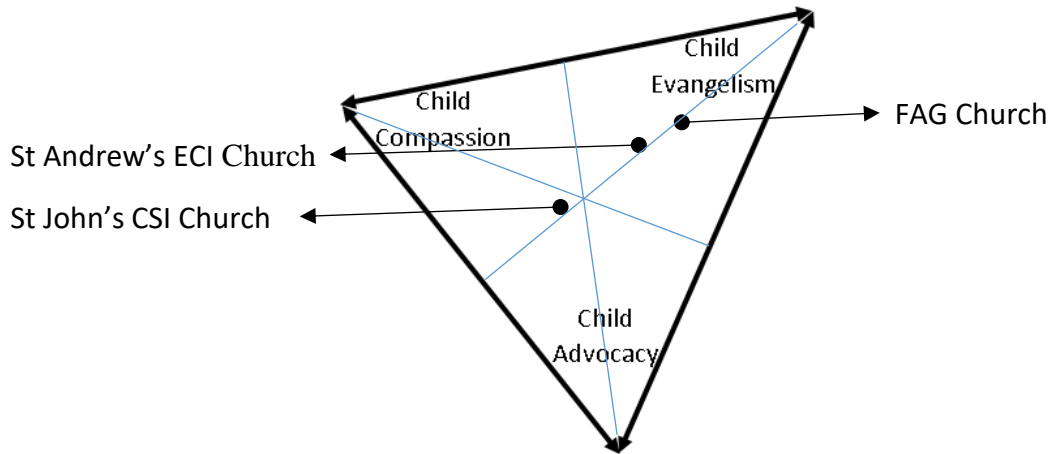 Child
Evangelism
Child
Compassion
FAG Church
St Andrew’s ECI Church
St John’s CSI Church
Child
Advocacy